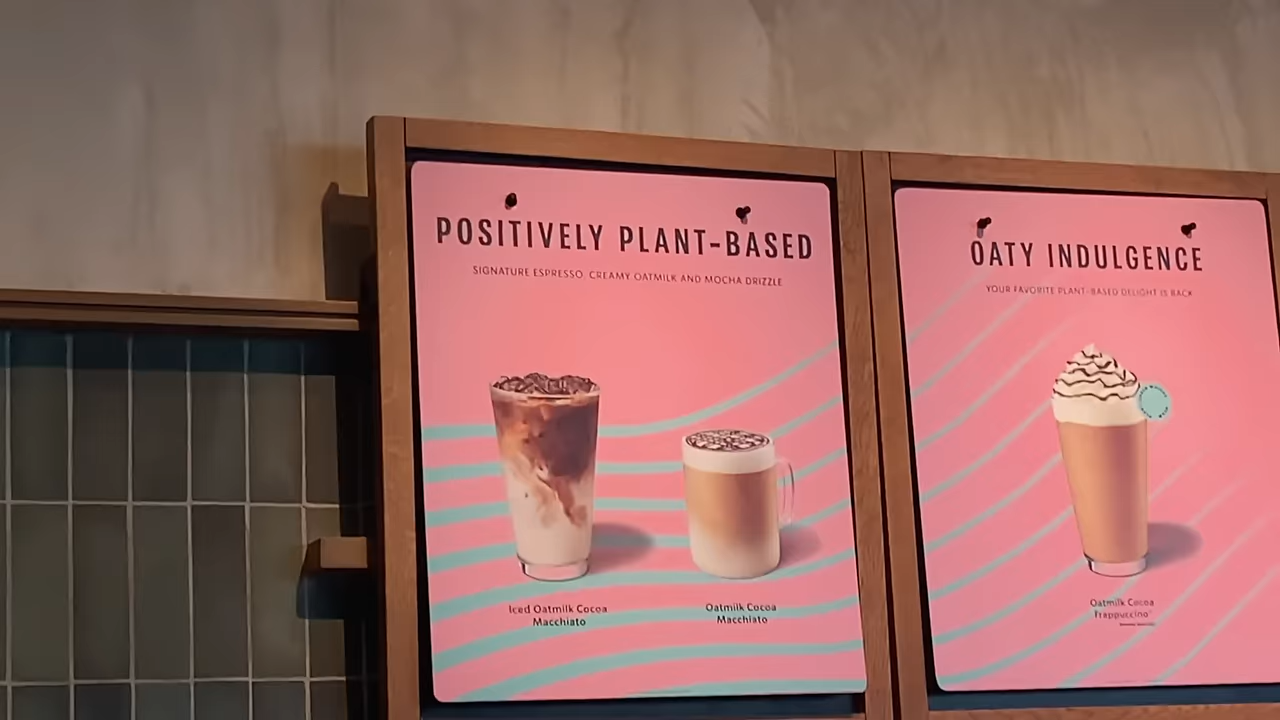 POSITIVELY PLANT-BASED
SIGNATURE ESPRESSO, CREAMY OATMILK AND MOCHA DRIZZLE
Iced Oatmilk Cocoa
Macchiato
Oatmilk Cocoa
Macchiato
OATY INDULGENCE
YOUR FAVORITE PLANT-BASED DELIGHT IS BACK
Oatmilk Cocoa
Frappuccino